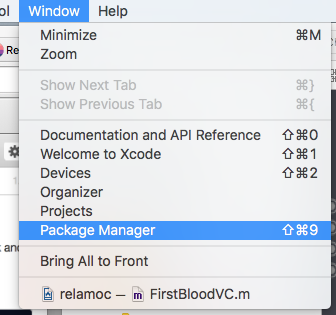 ol Window Help
Minimize ⌘M
Zoom
Show Next Tab ⌘}
Show Previous Tab ⌘{
Documentation and API Reference ⇧⌘0
Welcome to Xcode ⇧⌘1
Devices ⇧⌘2
Organizer
Projects
Package Manager ⇧⌘9
Bring All to Front
relamoc — m FirstBloodVC.m
Re
k and